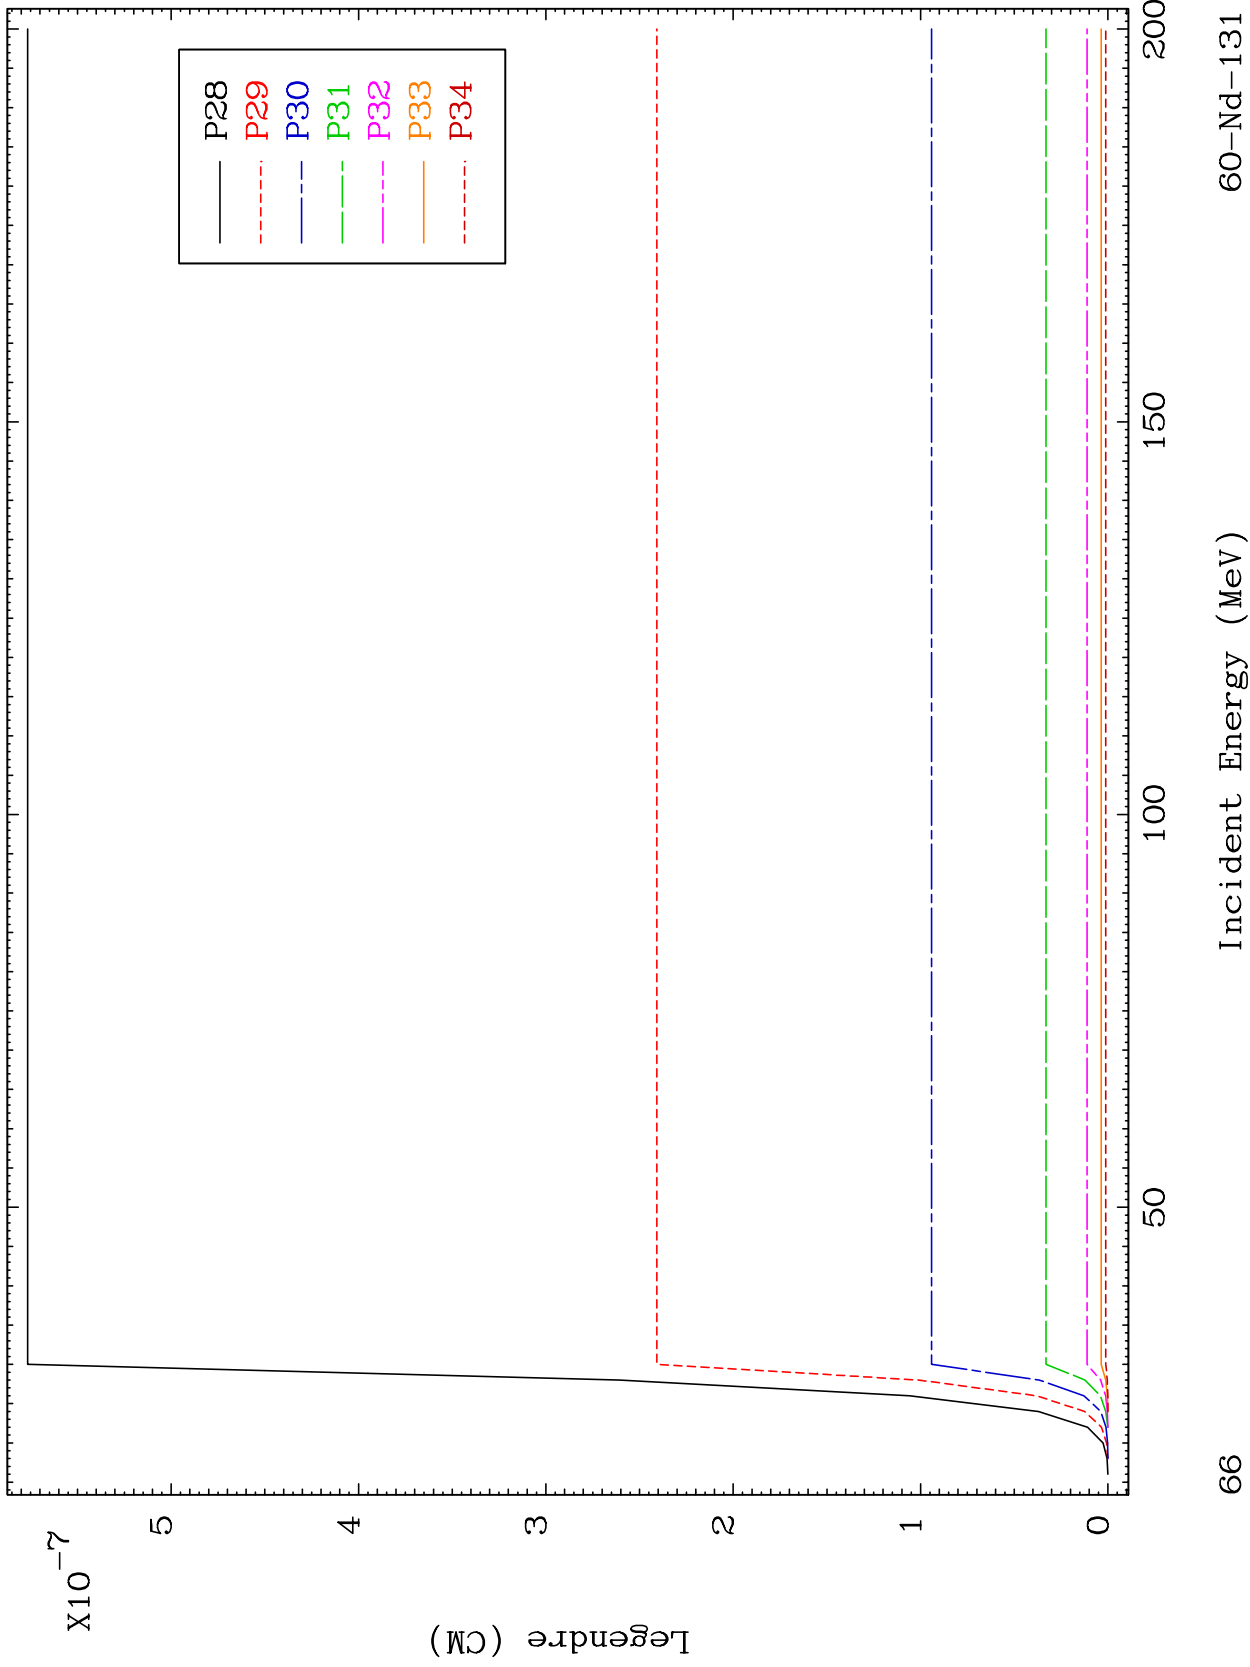 X10⁻⁷
Legendre (CM)
5
4
3
2
1
0
P28
P29
P30
P31
P32
P33
P34
50
100
150
200
Incident Energy (MeV)
66
60-Nd-131